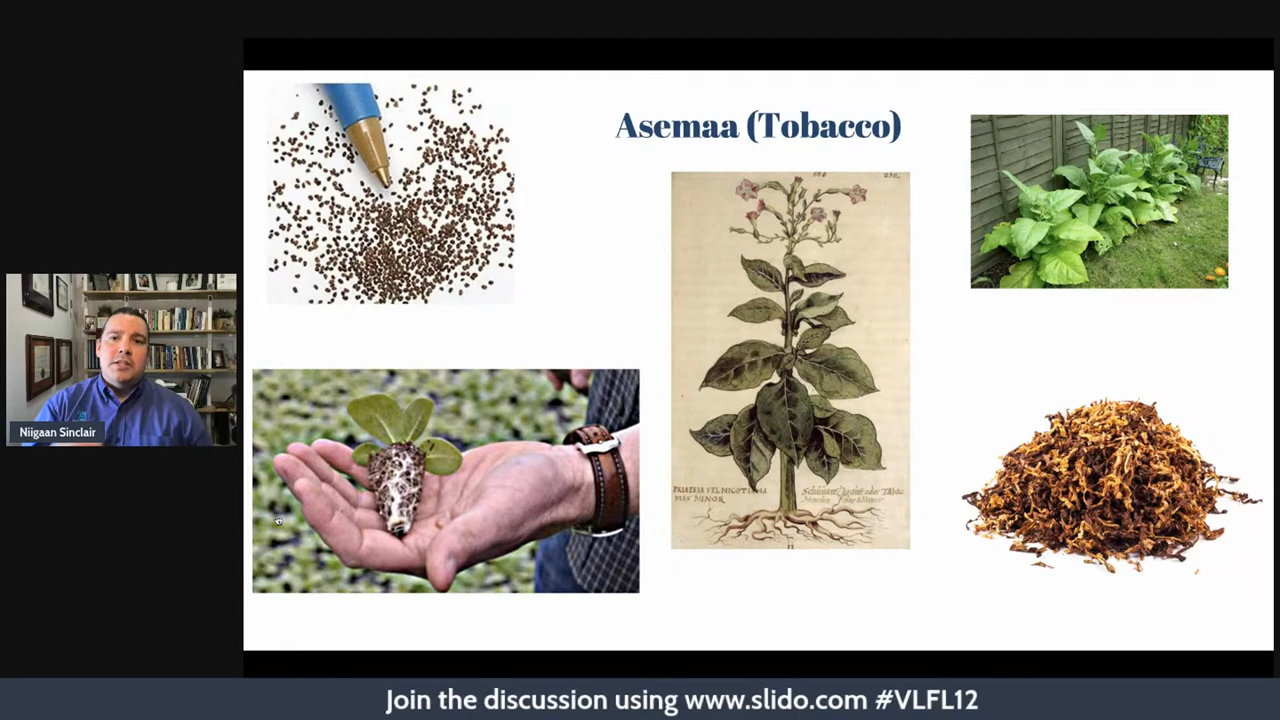 Asemaa (Tobacco)
Niigaan Sinclair
Join the discussion using www.slido.com #VLFL12